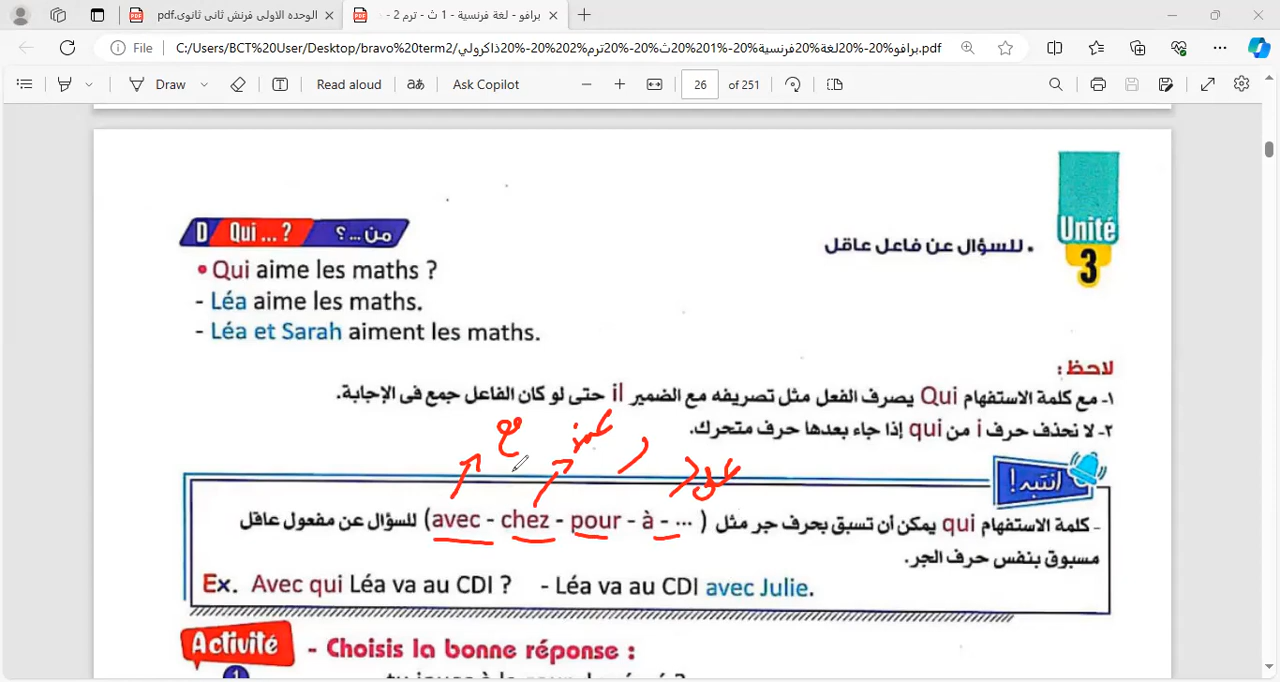 الوحده الاولى فرنش ثانى ثانوى.pdf
برافو - لغة فرنسية - 1 ث - ترم 2 -
File C:/Users/BCT%20User/Desktop/bravo%20term2/برافو%20-%20لغة%20فرنسية%20-%201%20ث%20-%20ترم%202%20-%20ذاكرولي.pdf
Draw Read aloud aあ Ask Copilot 26 of 251
D Qui ... ? من ...؟
• للسؤال عن فاعل عاقل
Unité
3
• Qui aime les maths ?
- Léa aime les maths.
- Léa et Sarah aiment les maths.
لاحظ :
١- مع كلمة الاستفهام Qui يصرف الفعل مثل تصريفه مع الضمير il حتى لو كان الفاعل جمع فى الإجابة.
٢- لا نحذف حرف i من qui إذا جاء بعدها حرف متحرك.
مع عند لـ
انتبه!
- كلمة الاستفهام qui يمكن أن تسبق بحرف جر مثل (avec - chez - pour - à - ...) للسؤال عن مفعول عاقل
مسبوق بنفس حرف الجر.
Ex. Avec qui Léa va au CDI ? - Léa va au CDI avec Julie.
Activité
1
- Choisis la bonne réponse :